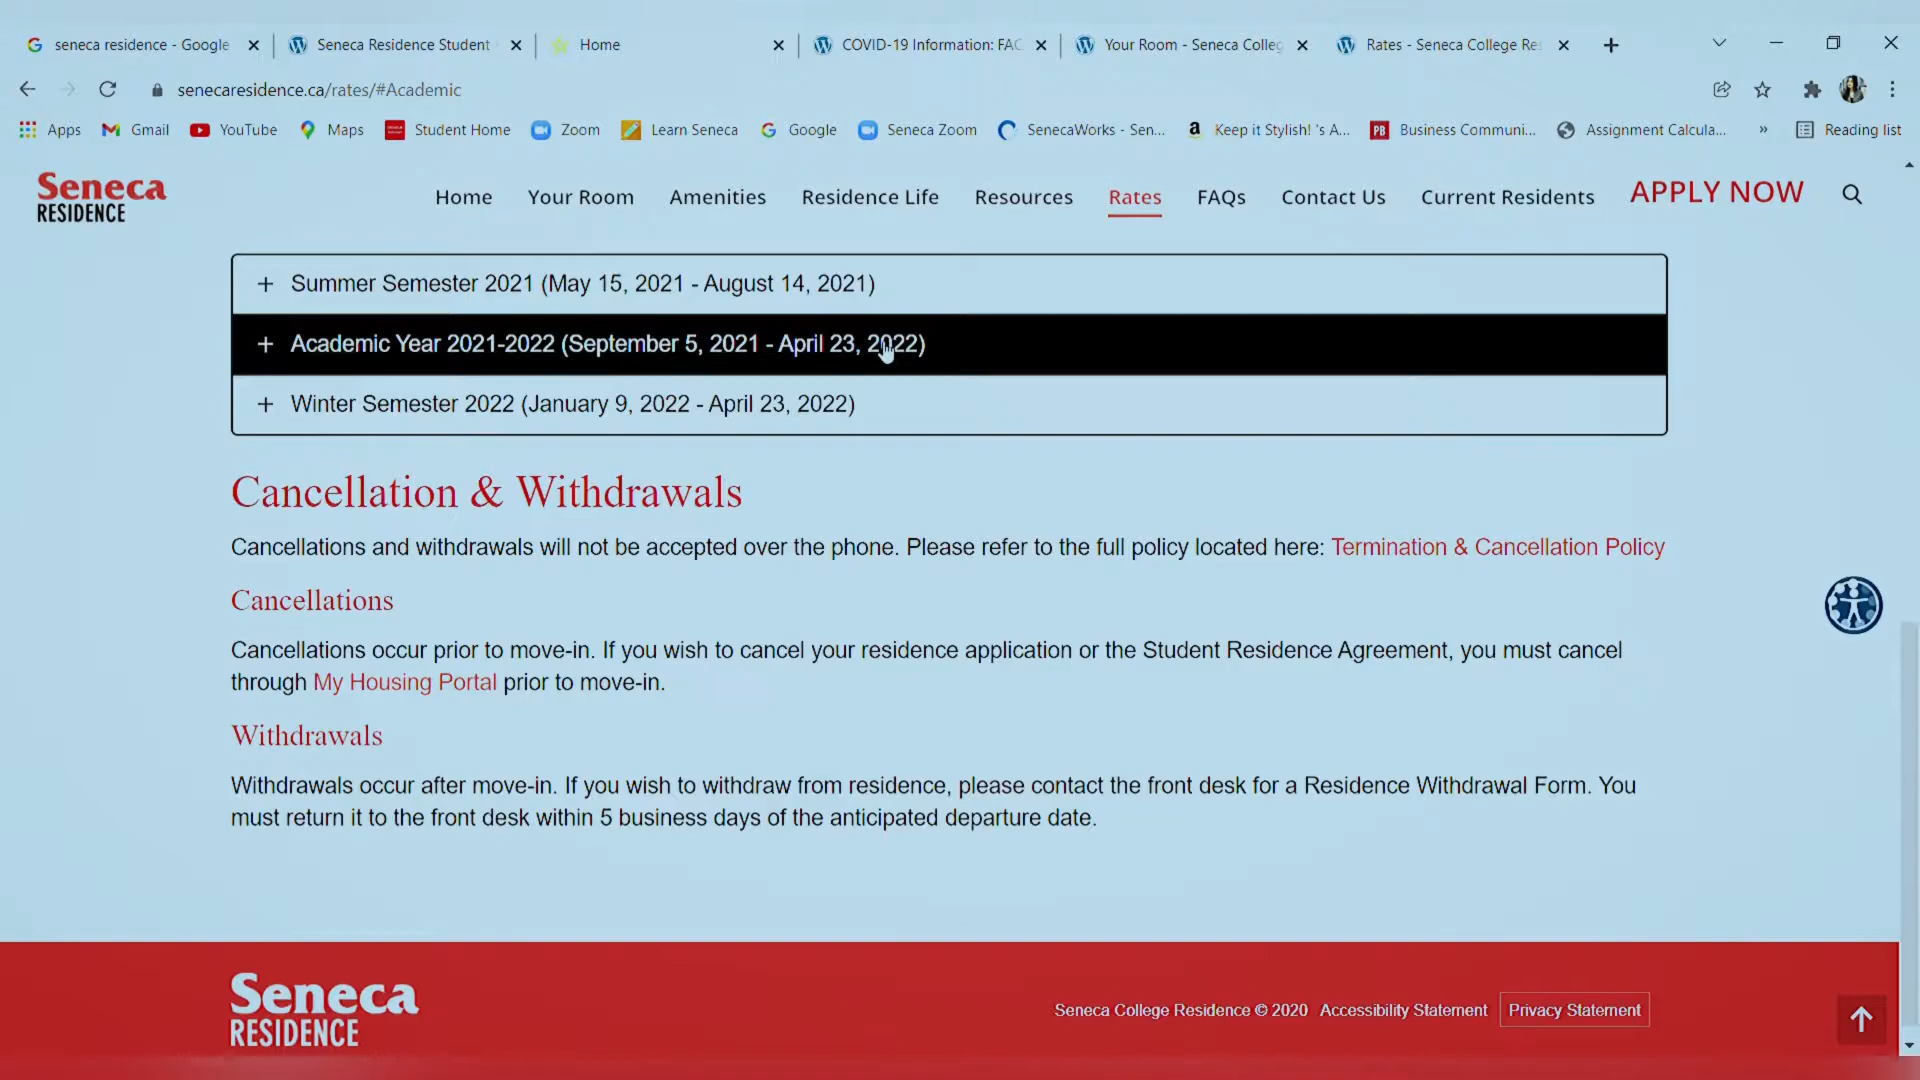 seneca residence - Google
Seneca Residence Student
Home
COVID-19 Information: FAC
Your Room - Seneca Colleg
Rates - Seneca College Re
senecaresidence.ca/rates/#Academic
Apps
Gmail
YouTube
Maps
Student Home
Zoom
Learn Seneca
Google
Seneca Zoom
SenecaWorks - Sen...
Keep it Stylish! 's A...
PB
Business Communi...
Assignment Calcula...
»
Reading list
Seneca
RESIDENCE
Home
Your Room
Amenities
Residence Life
Resources
Rates
FAQs
Contact Us
Current Residents
APPLY NOW
+ Summer Semester 2021 (May 15, 2021 - August 14, 2021)
+ Academic Year 2021-2022 (September 5, 2021 - April 23, 2022)
+ Winter Semester 2022 (January 9, 2022 - April 23, 2022)
Cancellation & Withdrawals
Cancellations and withdrawals will not be accepted over the phone. Please refer to the full policy located here: Termination & Cancellation Policy
Cancellations
Cancellations occur prior to move-in. If you wish to cancel your residence application or the Student Residence Agreement, you must cancel
through My Housing Portal prior to move-in.
Withdrawals
Withdrawals occur after move-in. If you wish to withdraw from residence, please contact the front desk for a Residence Withdrawal Form. You
must return it to the front desk within 5 business days of the anticipated departure date.
Seneca
RESIDENCE
Seneca College Residence © 2020
Accessibility Statement
Privacy Statement